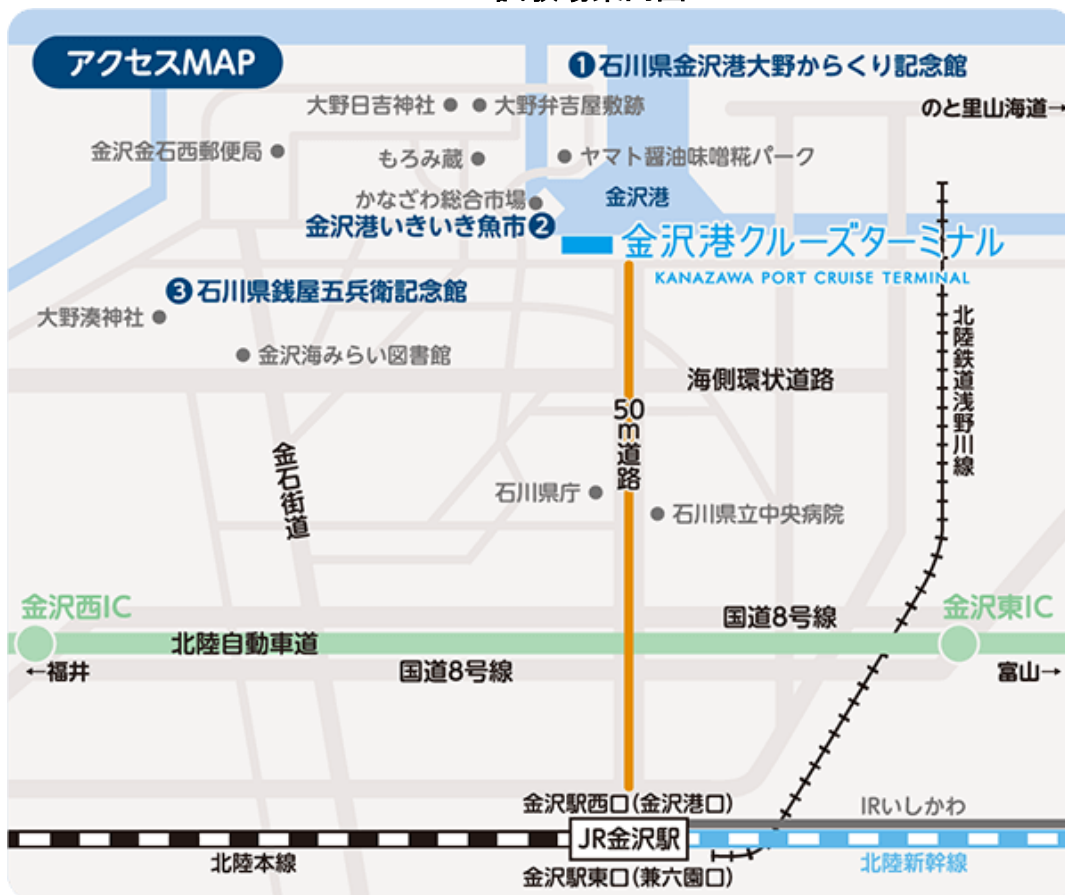 アクセスMAP
❶石川県金沢港大野からくり記念館
大野日吉神社
大野弁吉屋敷跡
のと里山海道→
金沢金石西郵便局
もろみ蔵
ヤマト醤油味噌糀パーク
かなざわ総合市場
金沢港
金沢港いきいき魚市❷
金沢港クルーズターミナル
KANAZAWA PORT CRUISE TERMINAL
❸石川県銭屋五兵衛記念館
大野湊神社
金沢海みらい図書館
北陸鉄道浅野川線
海側環状道路
50m道路
金石街道
石川県庁
石川県立中央病院
金沢西IC
国道8号線
金沢東IC
北陸自動車道
←福井
国道8号線
富山→
金沢駅西口(金沢港口)
IRいしかわ
JR金沢駅
北陸本線
北陸新幹線
金沢駅東口(兼六園口)